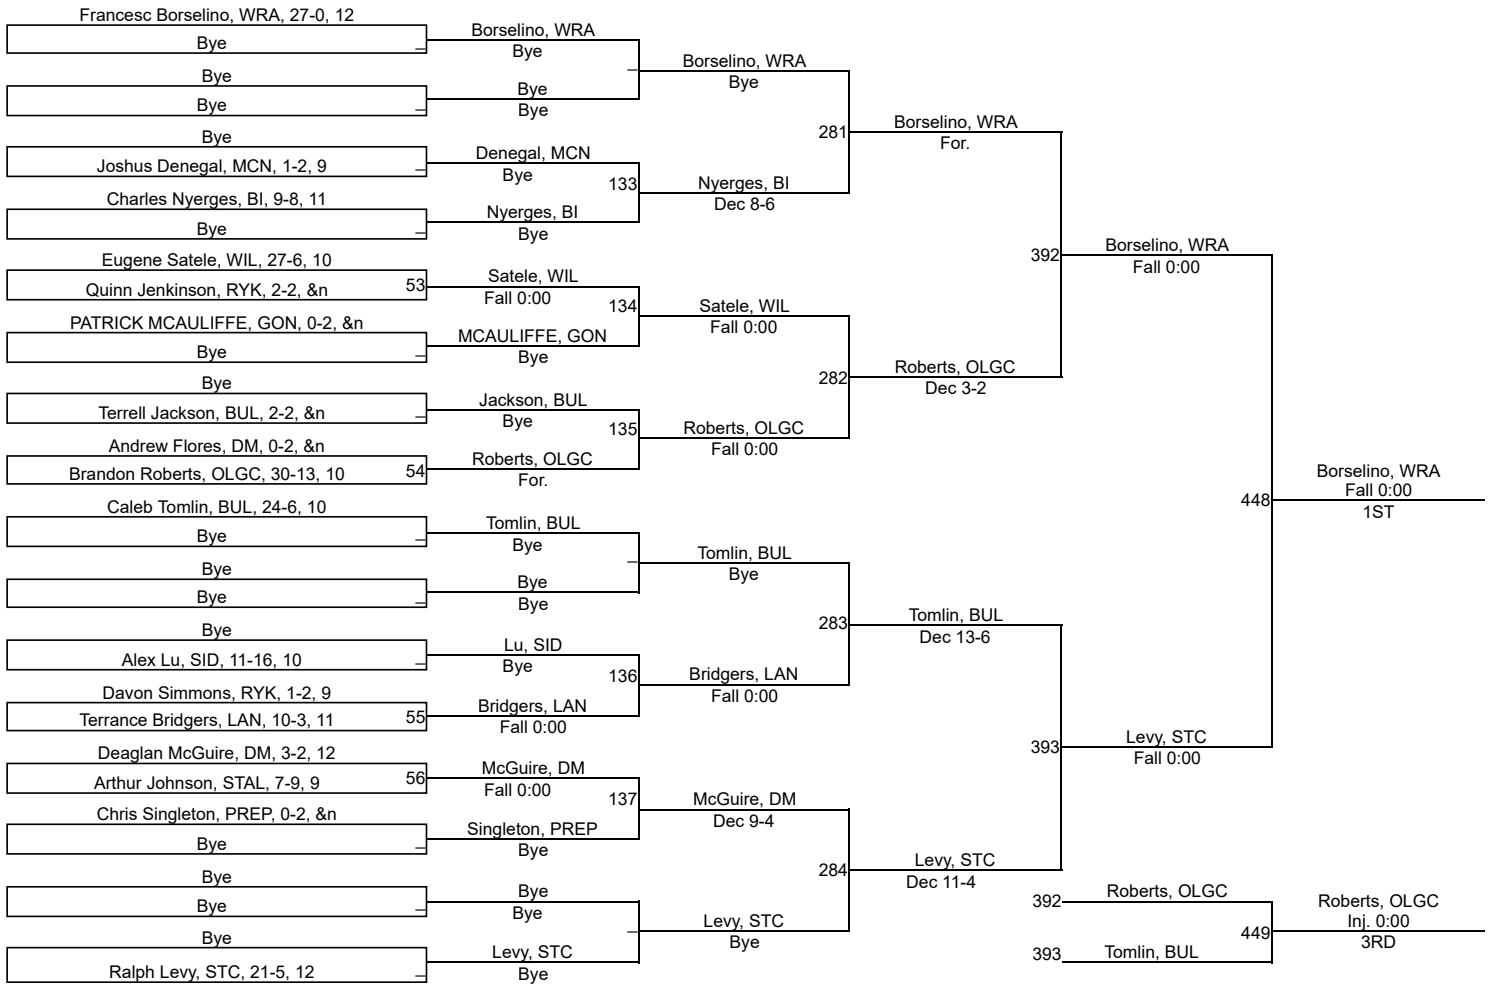 Francesc Borselino, WRA, 27-0, 12
Bye
Bye
Bye
Bye
Joshus Denegal, MCN, 1-2, 9
Charles Nyerges, BI, 9-8, 11
Bye
Eugene Satele, WIL, 27-6, 10
Quinn Jenkinson, RYK, 2-2, &n
53
PATRICK MCAULIFFE, GON, 0-2, &n
Bye
Bye
Terrell Jackson, BUL, 2-2, &n
Andrew Flores, DM, 0-2, &n
Brandon Roberts, OLGC, 30-13, 10
54
Caleb Tomlin, BUL, 24-6, 10
Bye
Bye
Bye
Bye
Alex Lu, SID, 11-16, 10
Davon Simmons, RYK, 1-2, 9
Terrance Bridgers, LAN, 10-3, 11
55
Deaglan McGuire, DM, 3-2, 12
Arthur Johnson, STAL, 7-9, 9
56
Chris Singleton, PREP, 0-2, &n
Bye
Bye
Bye
Bye
Ralph Levy, STC, 21-5, 12
Borselino, WRA
Bye
Bye
Bye
Denegal, MCN
Bye
133
Nyerges, BI
Bye
Satele, WIL
Fall 0:00
134
MCAULIFFE, GON
Bye
Jackson, BUL
Bye
135
Roberts, OLGC
For.
Tomlin, BUL
Bye
Bye
Bye
Lu, SID
Bye
136
Bridgers, LAN
Fall 0:00
McGuire, DM
Fall 0:00
137
Singleton, PREP
Bye
Bye
Bye
Levy, STC
Bye
Borselino, WRA
Bye
281
Nyerges, BI
Dec 8-6
Satele, WIL
Fall 0:00
282
Roberts, OLGC
Fall 0:00
Tomlin, BUL
Bye
283
Bridgers, LAN
Fall 0:00
McGuire, DM
Dec 9-4
284
Levy, STC
Bye
Borselino, WRA
For.
392
Roberts, OLGC
Dec 3-2
Tomlin, BUL
Dec 13-6
393
Levy, STC
Dec 11-4
Borselino, WRA
Fall 0:00
448
Levy, STC
Fall 0:00
Borselino, WRA
Fall 0:00
1ST
392
Roberts, OLGC
449
393
Tomlin, BUL
Roberts, OLGC
Inj. 0:00
3RD